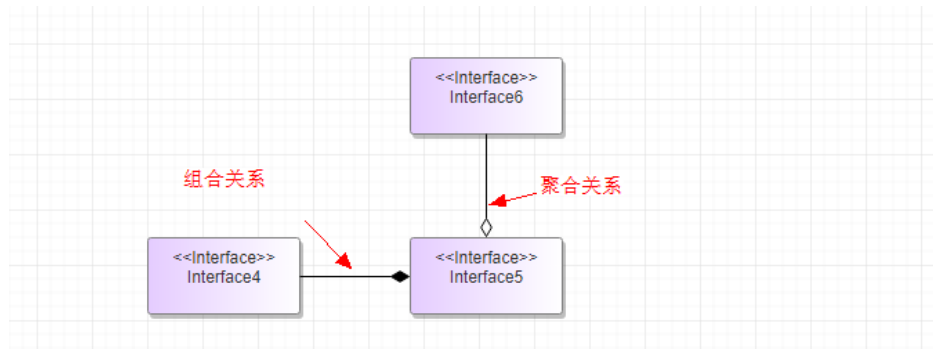 <<Interface>>
Interface6
组合关系
聚合关系
<<Interface>>
Interface4
<<Interface>>
Interface5